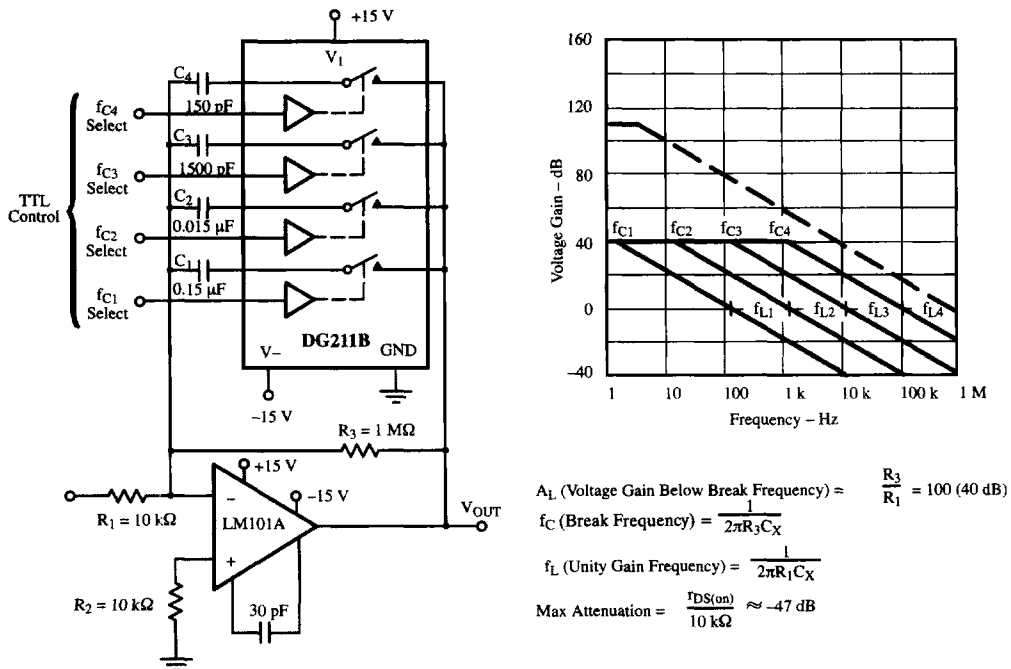 +15 V
V1
C4
150 pF
fC4
Select
C3
1500 pF
fC3
Select
TTL
Control
C2
0.015 µF
fC2
Select
C1
0.15 µF
fC1
Select
DG211B
V–
GND
–15 V
R3 = 1 MΩ
+15 V
–15 V
R1 = 10 kΩ
–
LM101A
+
VOUT
R2 = 10 kΩ
30 pF
Voltage Gain – dB
160
120
80
40
0
–40
fC1 fC2 fC3 fC4
fL1 fL2 fL3 fL4
1 10 100 1 k 10 k 100 k 1 M
Frequency – Hz
AL (Voltage Gain Below Break Frequency) = R3/R1 = 100 (40 dB)
fC (Break Frequency) = 1/2πR3CX
fL (Unity Gain Frequency) = 1/2πR1CX
Max Attenuation = rDS(on)/10 kΩ ≈ –47 dB